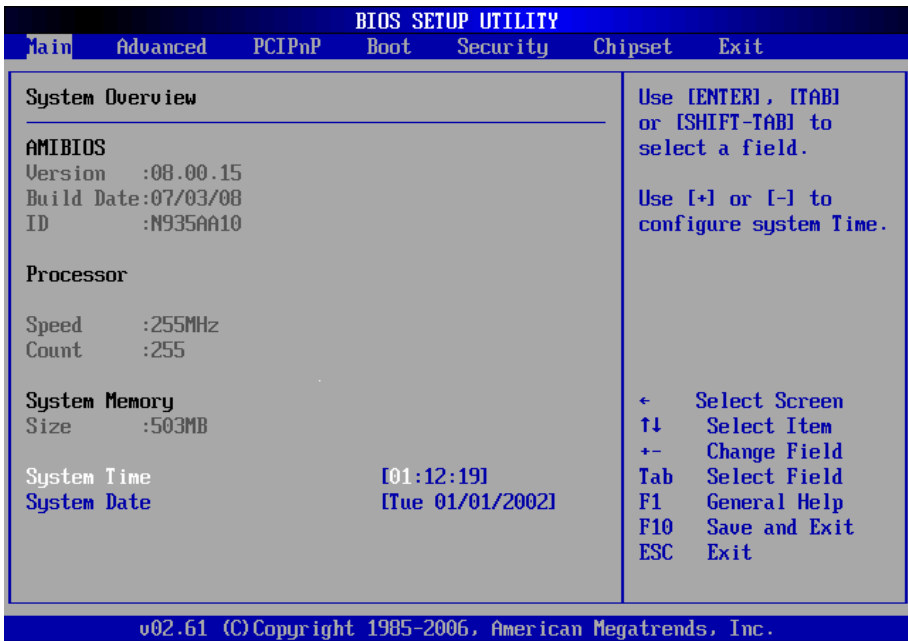 BIOS SETUP UTILITY
Main Advanced PCIPnP Boot Security Chipset Exit
System Overview
AMIBIOS
Version :08.00.15
Build Date:07/03/08
ID :N935AA10
Processor
Speed :255MHz
Count :255
System Memory
Size :503MB
System Time [01:12:19]
System Date [Tue 01/01/2002]
Use [ENTER], [TAB]
or [SHIFT-TAB] to
select a field.
Use [+] or [-] to
configure system Time.
← Select Screen
↑↓ Select Item
+- Change Field
Tab Select Field
F1 General Help
F10 Save and Exit
ESC Exit
v02.61 (C)Copyright 1985-2006, American Megatrends, Inc.